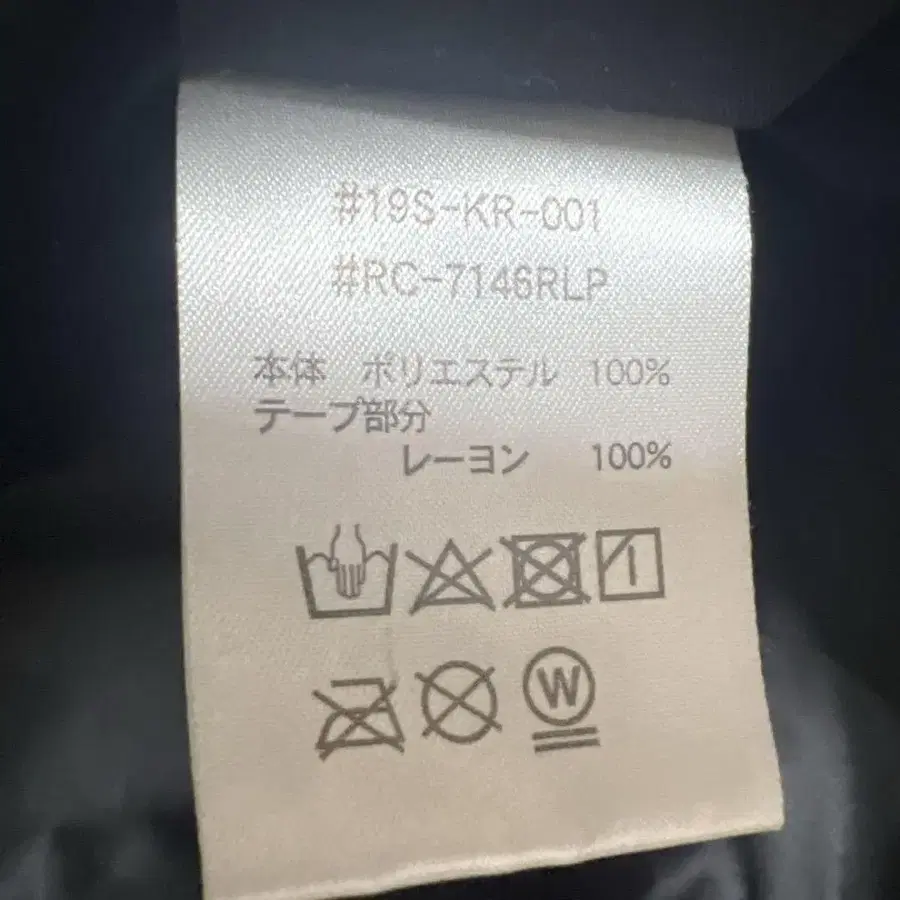 #19S-KR-001
#RC-7146RLP
本体 ポリエステル 100%
テープ部分
レーヨン 100%
W